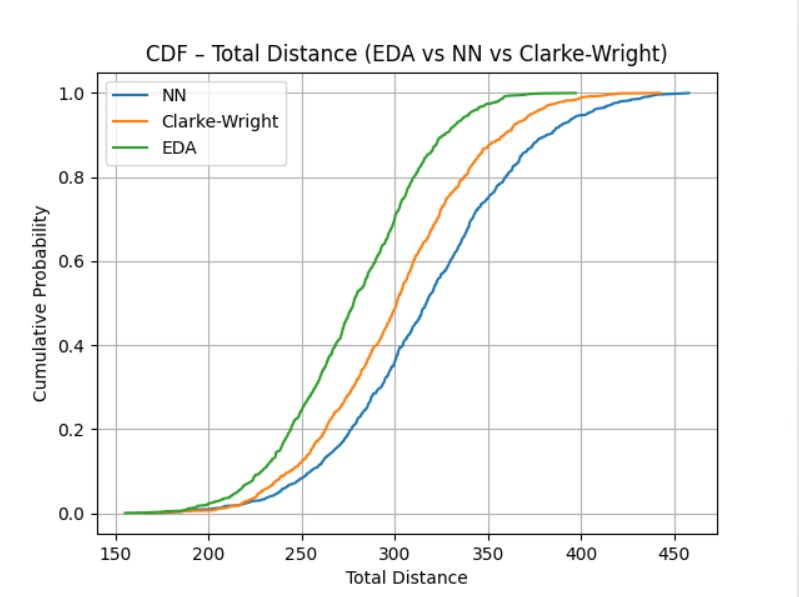 CDF – Total Distance (EDA vs NN vs Clarke-Wright)
NN
Clarke-Wright
EDA
1.0
0.8
0.6
0.4
0.2
0.0
Cumulative Probability
150 200 250 300 350 400 450
Total Distance